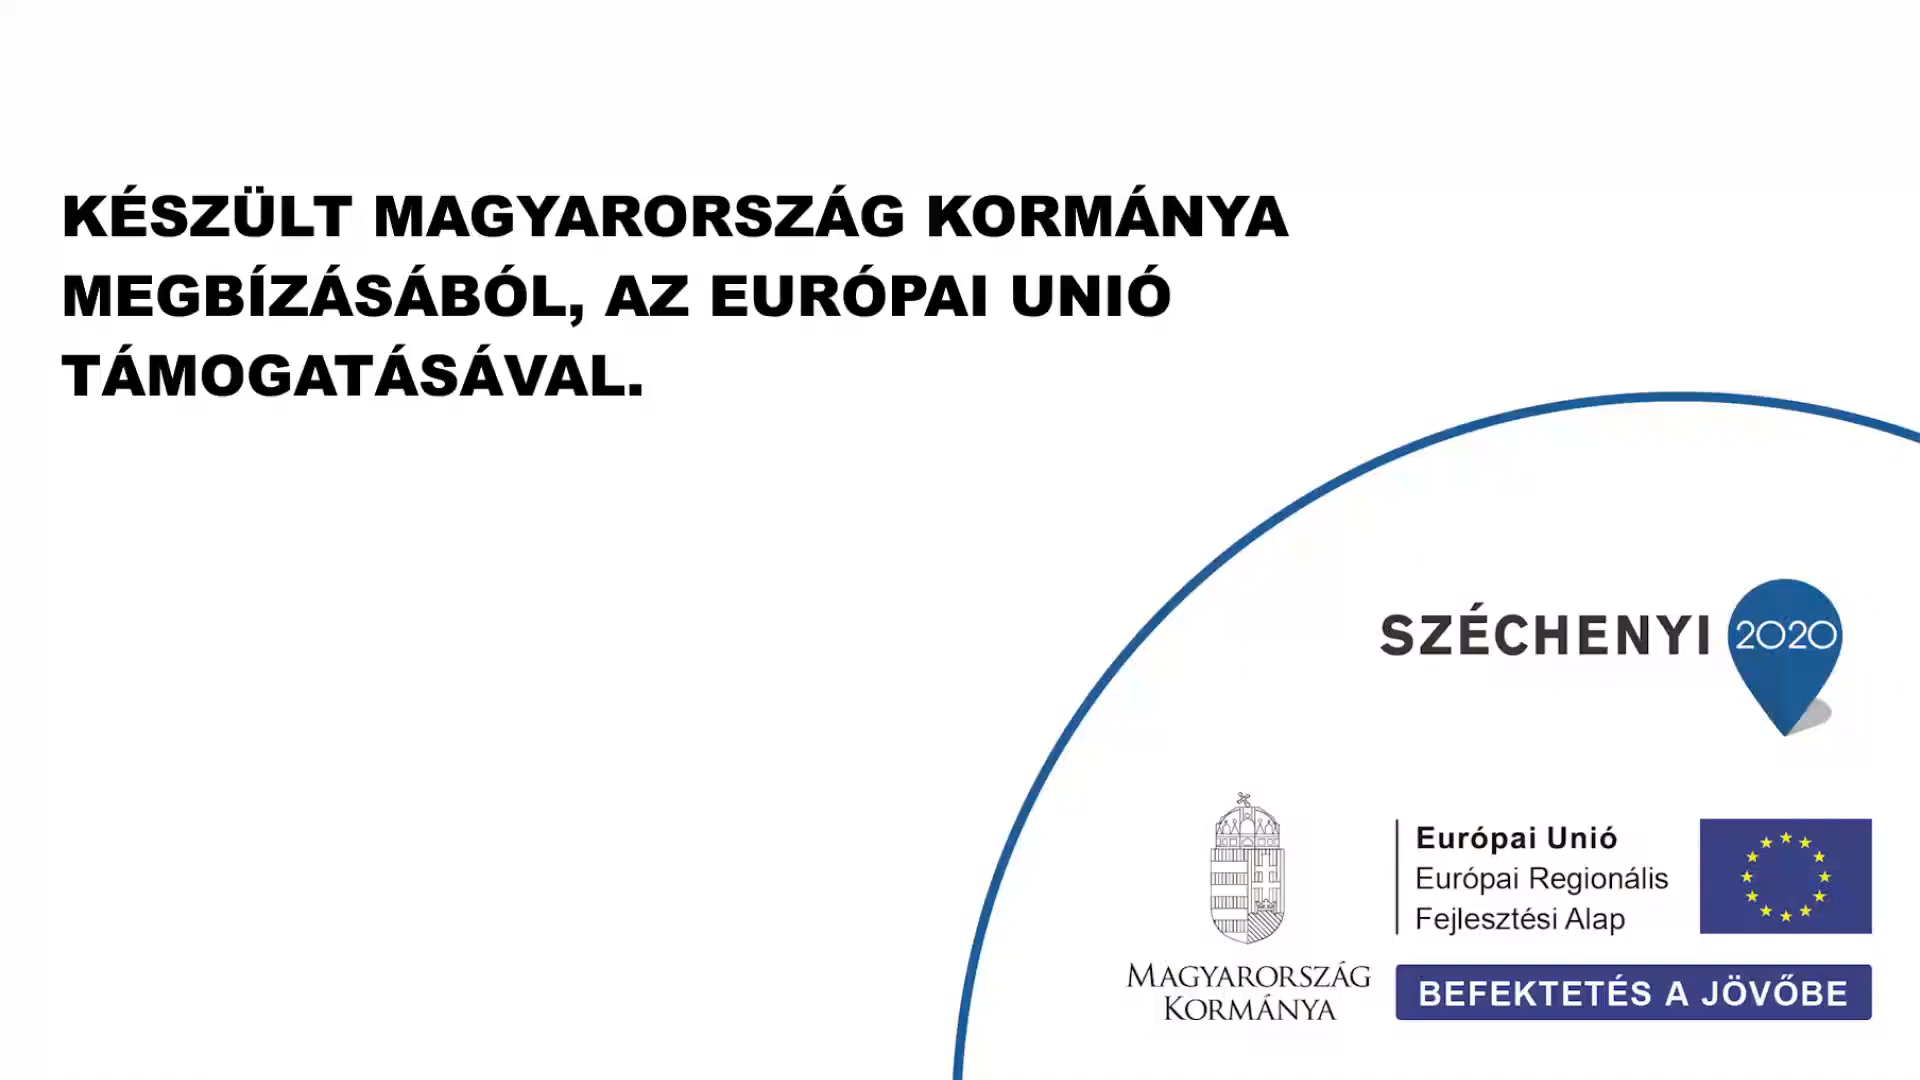 KÉSZÜLT MAGYARORSZÁG KORMÁNYA
MEGBÍZÁSÁBÓL, AZ EURÓPAI UNIÓ
TÁMOGATÁSÁVAL.
SZÉCHENYI 2020
MAGYARORSZÁG
KORMÁNYA
Európai Unió
Európai Regionális
Fejlesztési Alap
BEFEKTETÉS A JÖVŐBE